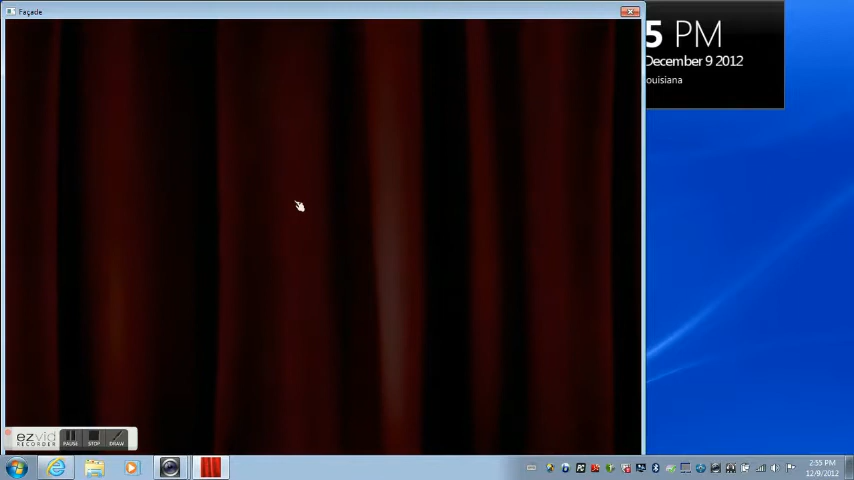 Façade
5 PM
December 9 2012
ouisiana
ezvid
RECORDER
PAUSE
STOP
DRAW
2:55 PM
12/9/2012